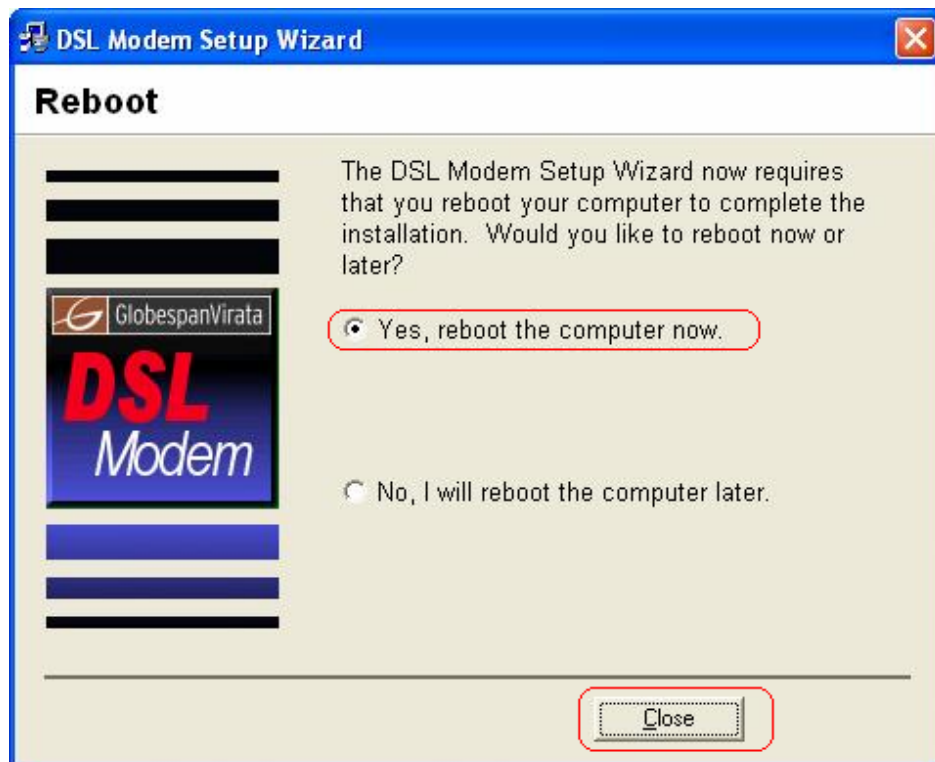 DSL Modem Setup Wizard
Reboot
The DSL Modem Setup Wizard now requires
that you reboot your computer to complete the
installation. Would you like to reboot now or
later?
GlobespanVirata
DSL
Modem
Yes, reboot the computer now.
No, I will reboot the computer later.
Close